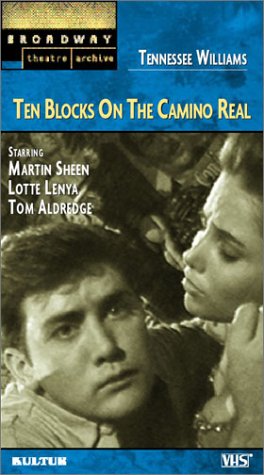 BROADWAY
theatre archive
TENNESSEE WILLIAMS
TEN BLOCKS ON THE CAMINO REAL
STARRING
MARTIN SHEEN
LOTTE LENYA
TOM ALDREDGE
KULTUR
VHS